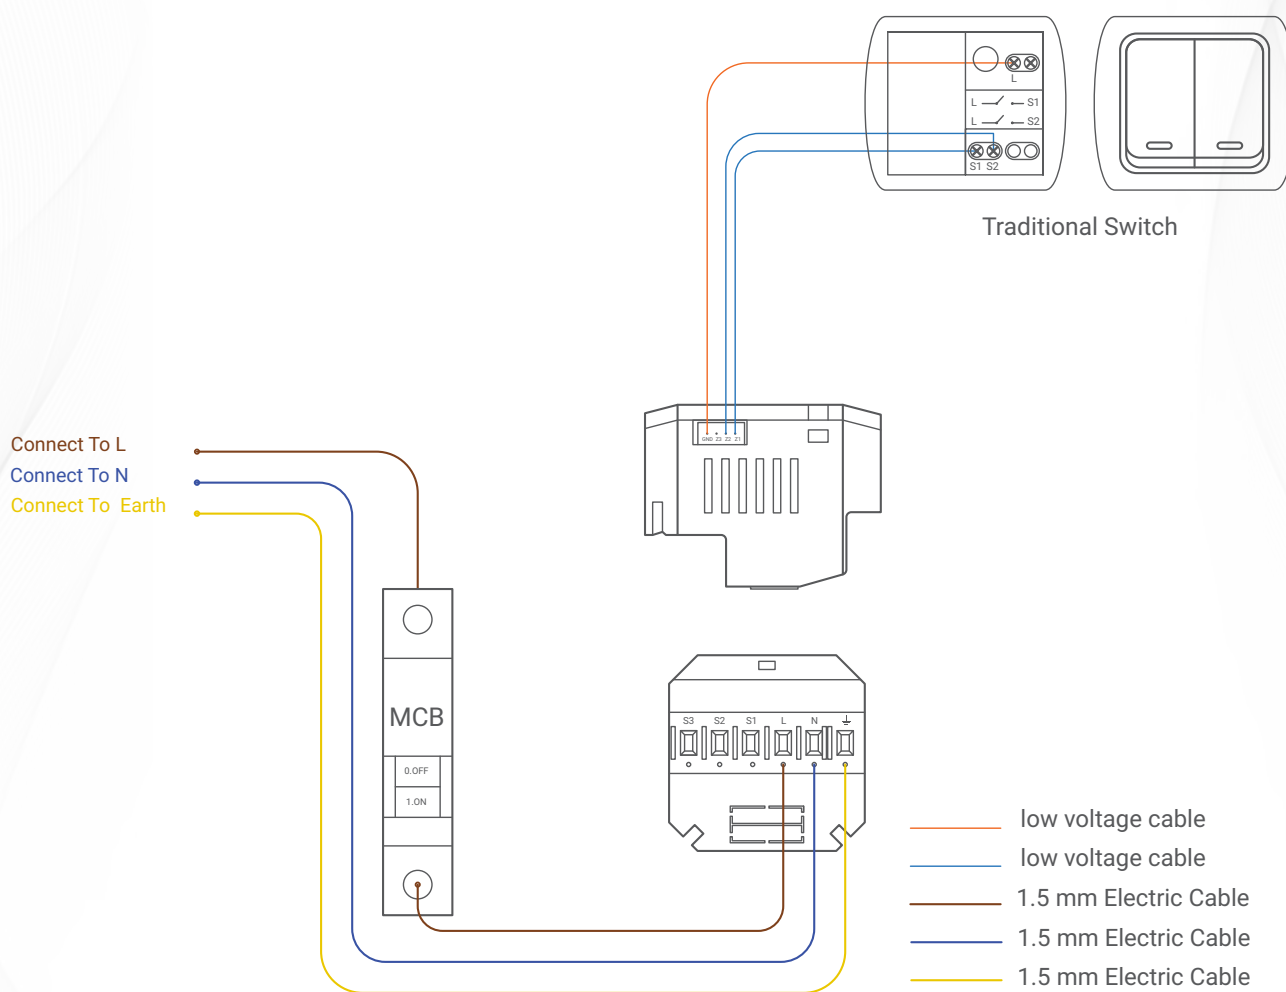 L
L S1
L S2
S1 S2
Traditional Switch
GND Z3 Z2 Z1
Connect To L
Connect To N
Connect To Earth
MCB
0.OFF
1.ON
S3 S2 S1 L N
low voltage cable
low voltage cable
1.5 mm Electric Cable
1.5 mm Electric Cable
1.5 mm Electric Cable